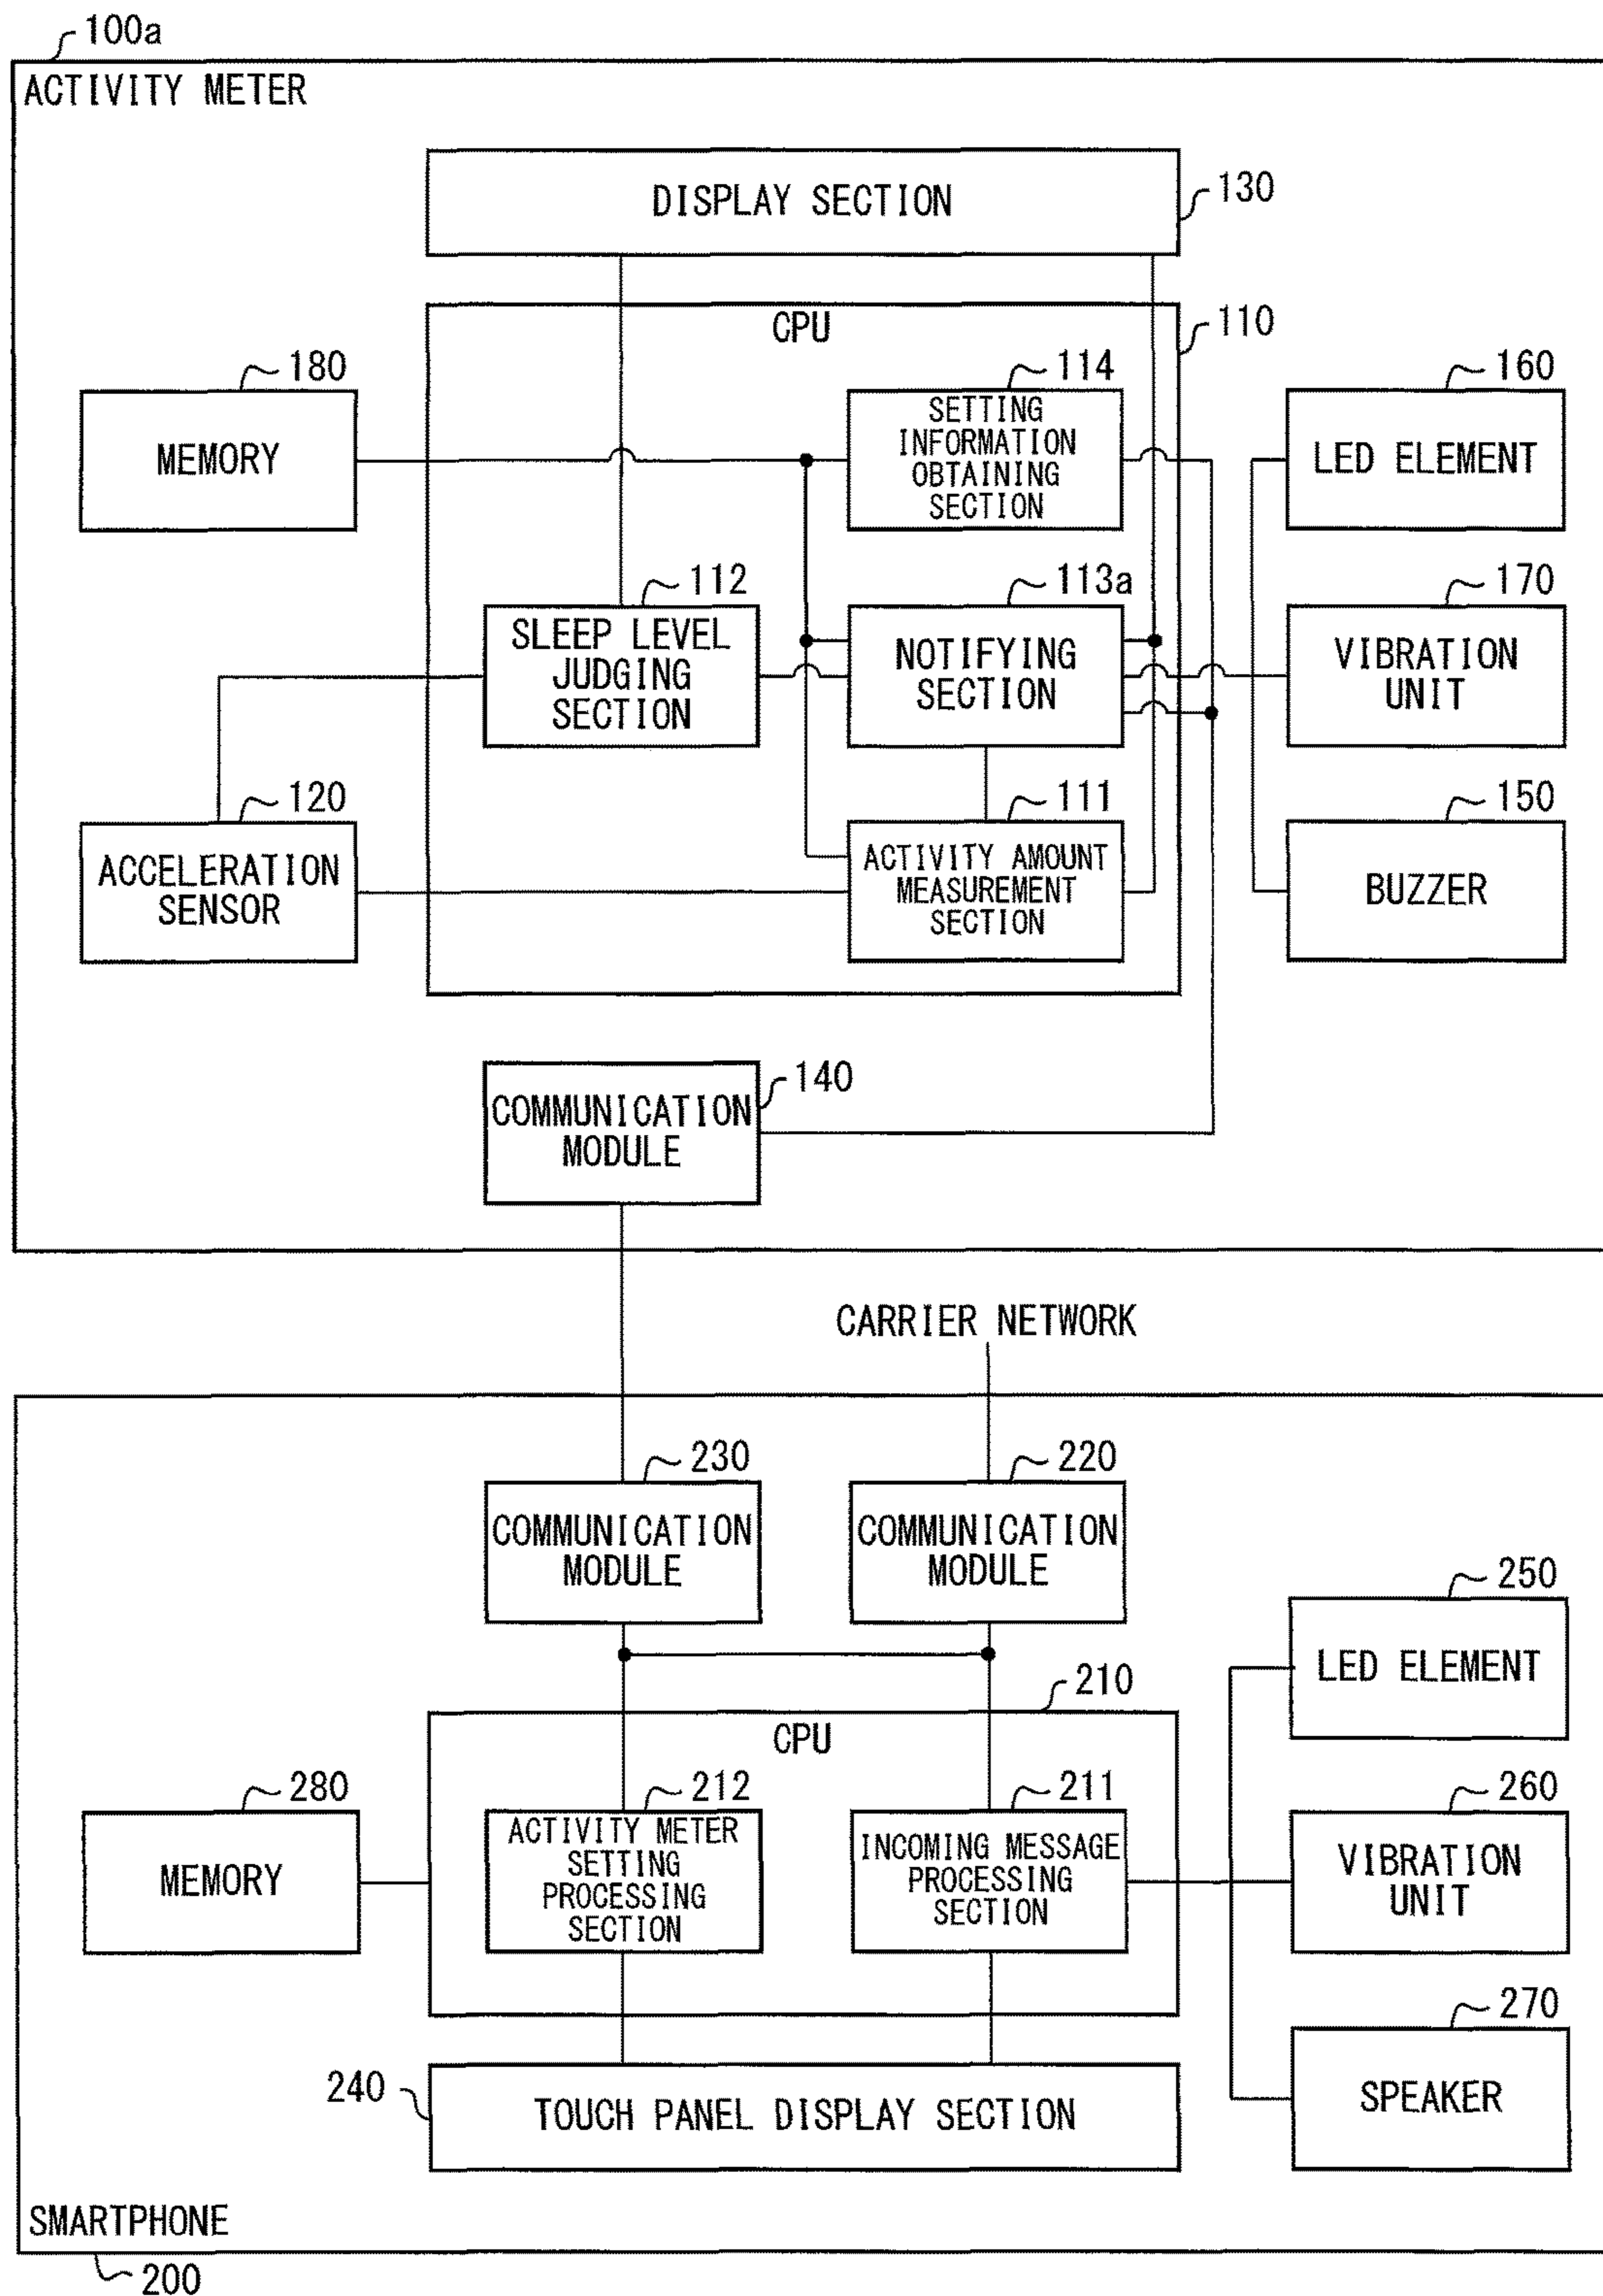 100a
ACTIVITY METER
DISPLAY SECTION
130
CPU
110
180
MEMORY
114
SETTING
INFORMATION
OBTAINING
SECTION
160
LED ELEMENT
112
SLEEP LEVEL
JUDGING
SECTION
113a
NOTIFYING
SECTION
170
VIBRATION
UNIT
120
ACCELERATION
SENSOR
111
ACTIVITY AMOUNT
MEASUREMENT
SECTION
150
BUZZER
140
COMMUNICATION
MODULE
CARRIER NETWORK
230
COMMUNICATION
MODULE
220
COMMUNICATION
MODULE
250
LED ELEMENT
210
CPU
280
MEMORY
212
ACTIVITY METER
SETTING
PROCESSING
SECTION
211
INCOMING MESSAGE
PROCESSING
SECTION
260
VIBRATION
UNIT
270
SPEAKER
240
TOUCH PANEL DISPLAY SECTION
SMARTPHONE
200